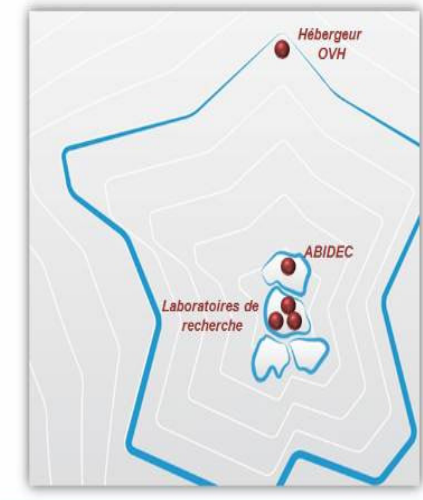 Hébergeur
OVH
ABIDEC
Laboratoires de
recherche